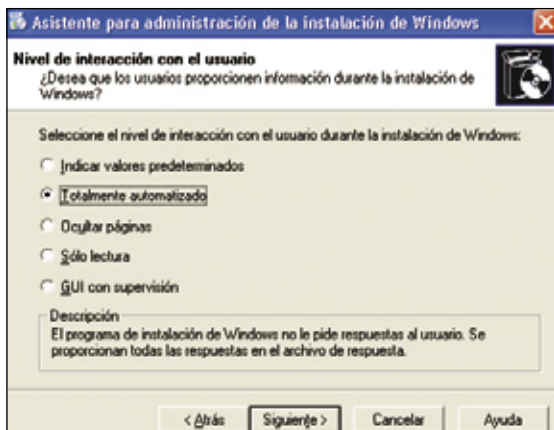 Asistente para administración de la instalación de Windows
Nivel de interacción con el usuario
¿Desea que los usuarios proporcionen información durante la instalación de
Windows?
Seleccione el nivel de interacción con el usuario durante la instalación de Windows:
Indicar valores predeterminados
Totalmente automatizado
Ocultar páginas
Sólo lectura
GUI con supervisión
Descripción
El programa de instalación de Windows no le pide respuestas al usuario. Se
proporcionan todas las respuestas en el archivo de respuesta.
< Atrás Siguiente > Cancelar Ayuda